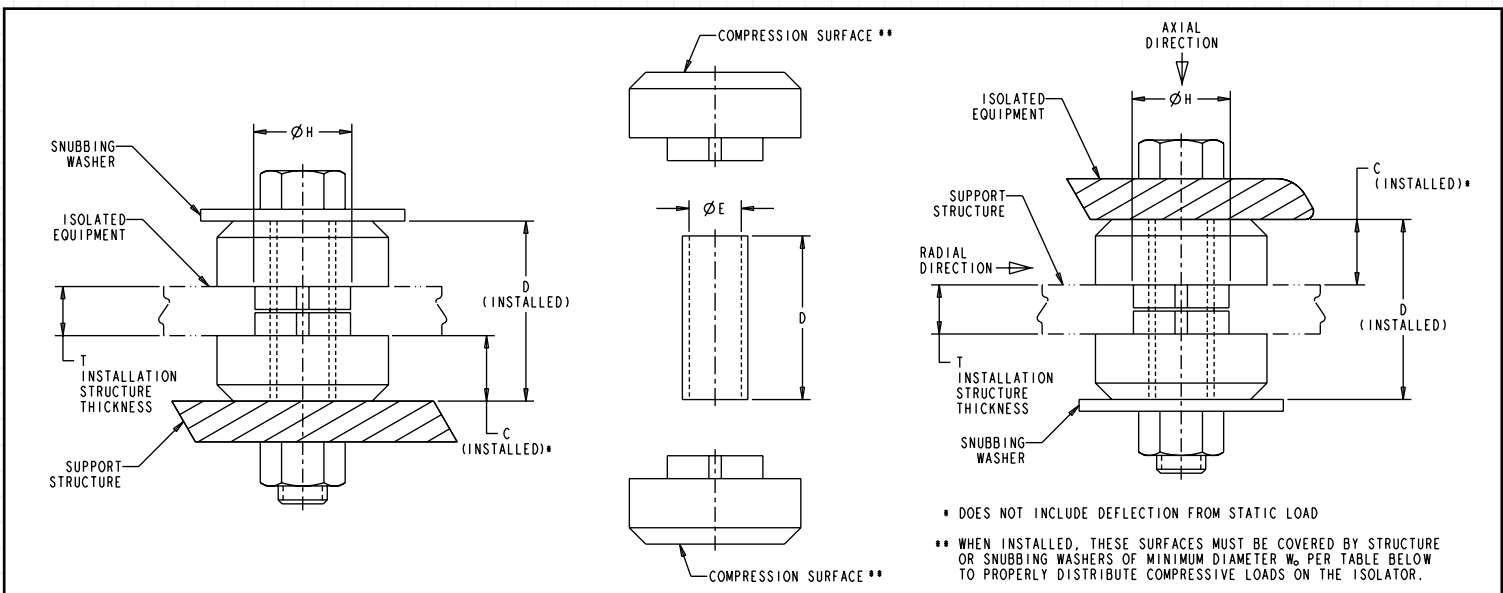 ØH
SNUBBING
WASHER
ISOLATED
EQUIPMENT
D
(INSTALLED)
T
INSTALLATION
STRUCTURE
THICKNESS
C
(INSTALLED)*
SUPPORT
STRUCTURE
COMPRESSION SURFACE **
ØE
D
COMPRESSION SURFACE **
AXIAL
DIRECTION
ØH
ISOLATED
EQUIPMENT
C
(INSTALLED)*
SUPPORT
STRUCTURE
RADIAL
DIRECTION
D
(INSTALLED)
T
INSTALLATION
STRUCTURE
THICKNESS
SNUBBING
WASHER
* DOES NOT INCLUDE DEFLECTION FROM STATIC LOAD
** WHEN INSTALLED, THESE SURFACES MUST BE COVERED BY STRUCTURE
OR SNUBBING WASHERS OF MINIMUM DIAMETER Wₒ PER TABLE BELOW
TO PROPERLY DISTRIBUTE COMPRESSIVE LOADS ON THE ISOLATOR.